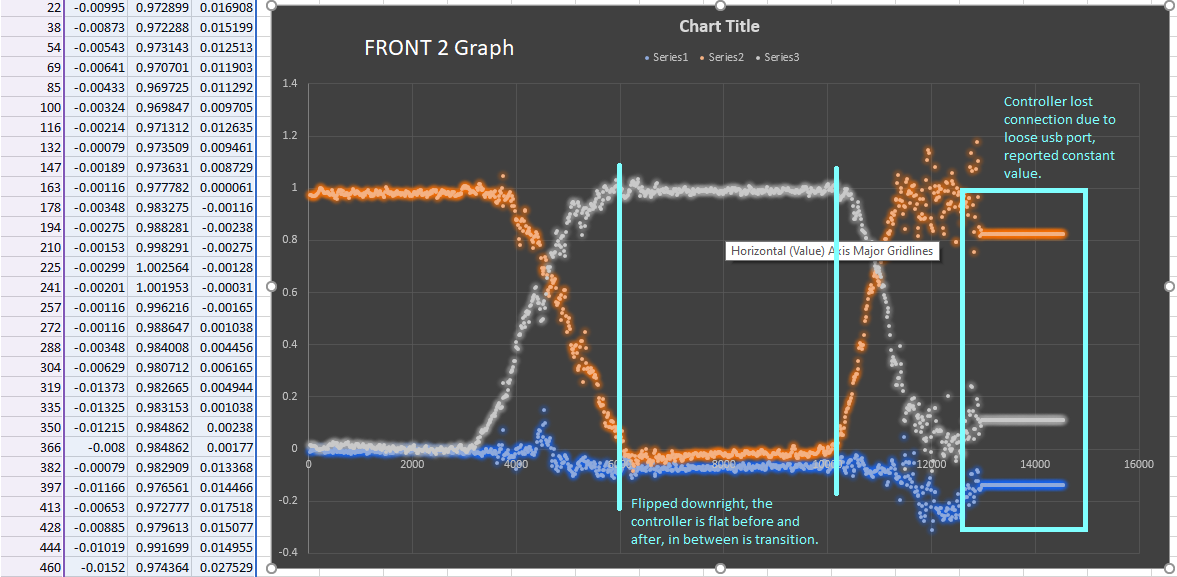 22 -0.00995 0.972899 0.016908
38 -0.00873 0.972288 0.015199
54 -0.00543 0.973143 0.012513
69 -0.00641 0.970701 0.011903
85 -0.00433 0.969725 0.011292
100 -0.00324 0.969847 0.009705
116 -0.00214 0.971312 0.012635
132 -0.00079 0.973509 0.009461
147 -0.00189 0.973631 0.008729
163 -0.00116 0.977782 0.000061
178 -0.00348 0.983275 -0.00116
194 -0.00275 0.988281 -0.00238
210 -0.00153 0.998291 -0.00275
225 -0.00299 1.002564 -0.00128
241 -0.00201 1.001953 -0.00031
257 -0.00116 0.996216 -0.00165
272 -0.00116 0.988647 0.001038
288 -0.00348 0.984008 0.004456
304 -0.00629 0.980712 0.006165
319 -0.01373 0.982665 0.004944
335 -0.01325 0.983153 0.001038
350 -0.01215 0.984862 0.00238
366 -0.008 0.984862 0.00177
382 -0.00079 0.982909 0.013368
397 -0.01166 0.976561 0.014466
413 -0.00653 0.972777 0.017518
428 -0.00885 0.979613 0.015077
444 -0.01019 0.991699 0.014955
460 -0.0152 0.974364 0.027529
Chart Title
FRONT 2 Graph
Series1 Series2 Series3
1.4
1.2
1
0.8
0.6
0.4
0.2
0
-0.2
-0.4
0 2000 4000 6000 8000 10000 12000 14000 16000
Controller lost
connection due to
loose usb port,
reported constant
value.
Horizontal (Value) Axis Major Gridlines
Flipped downright, the
controller is flat before and
after, in between is transition.